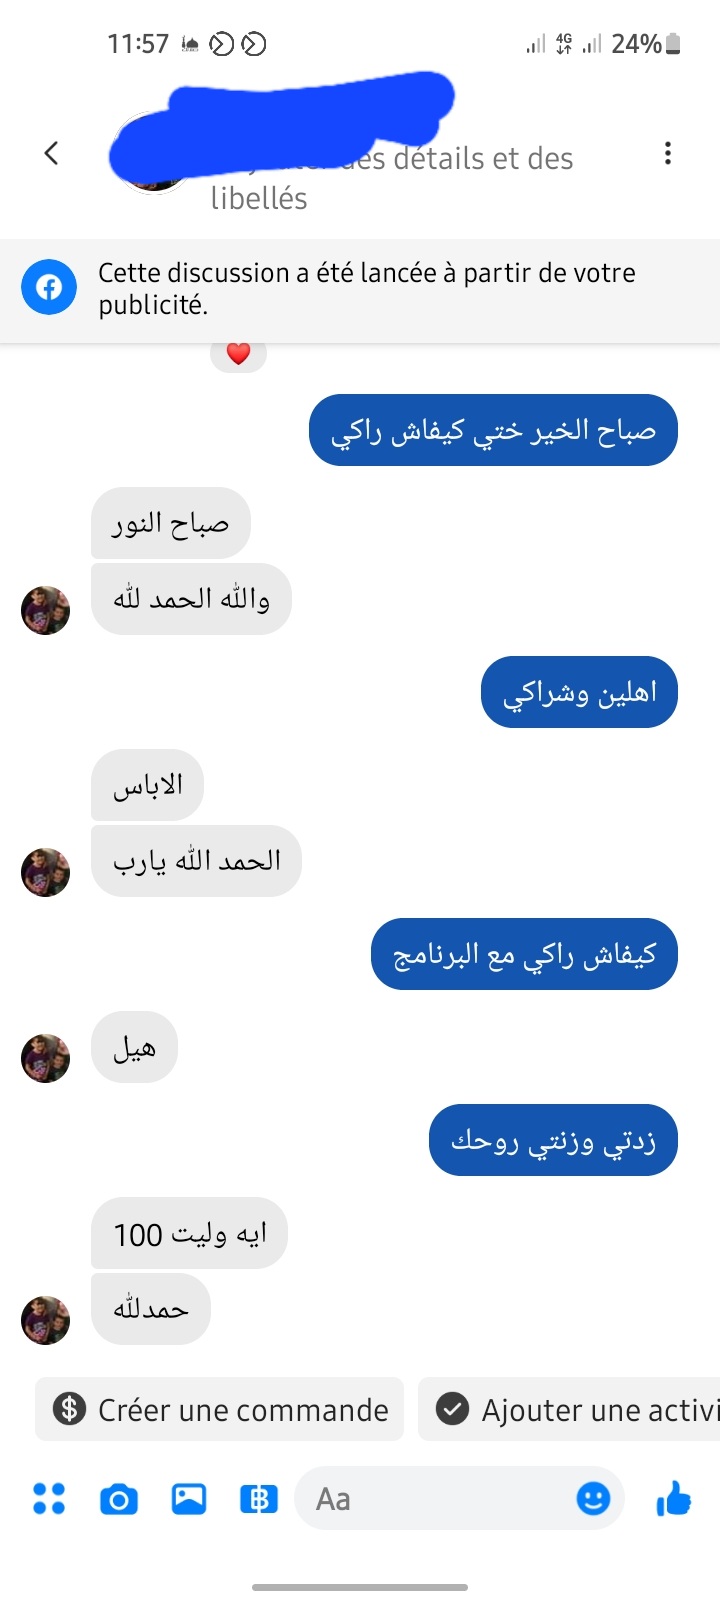 11:57
4G
24%
des détails et des
libellés
Cette discussion a été lancée à partir de votre
publicité.
صباح الخير ختي كيفاش راكي
صباح النور
والله الحمد لله
اهلين وشراكي
الاباس
الحمد الله يارب
كيفاش راكي مع البرنامج
هيل
زدتي وزنتي روحك
ايه وليت 100
حمدلله
Créer une commande
Ajouter une activi
Aa